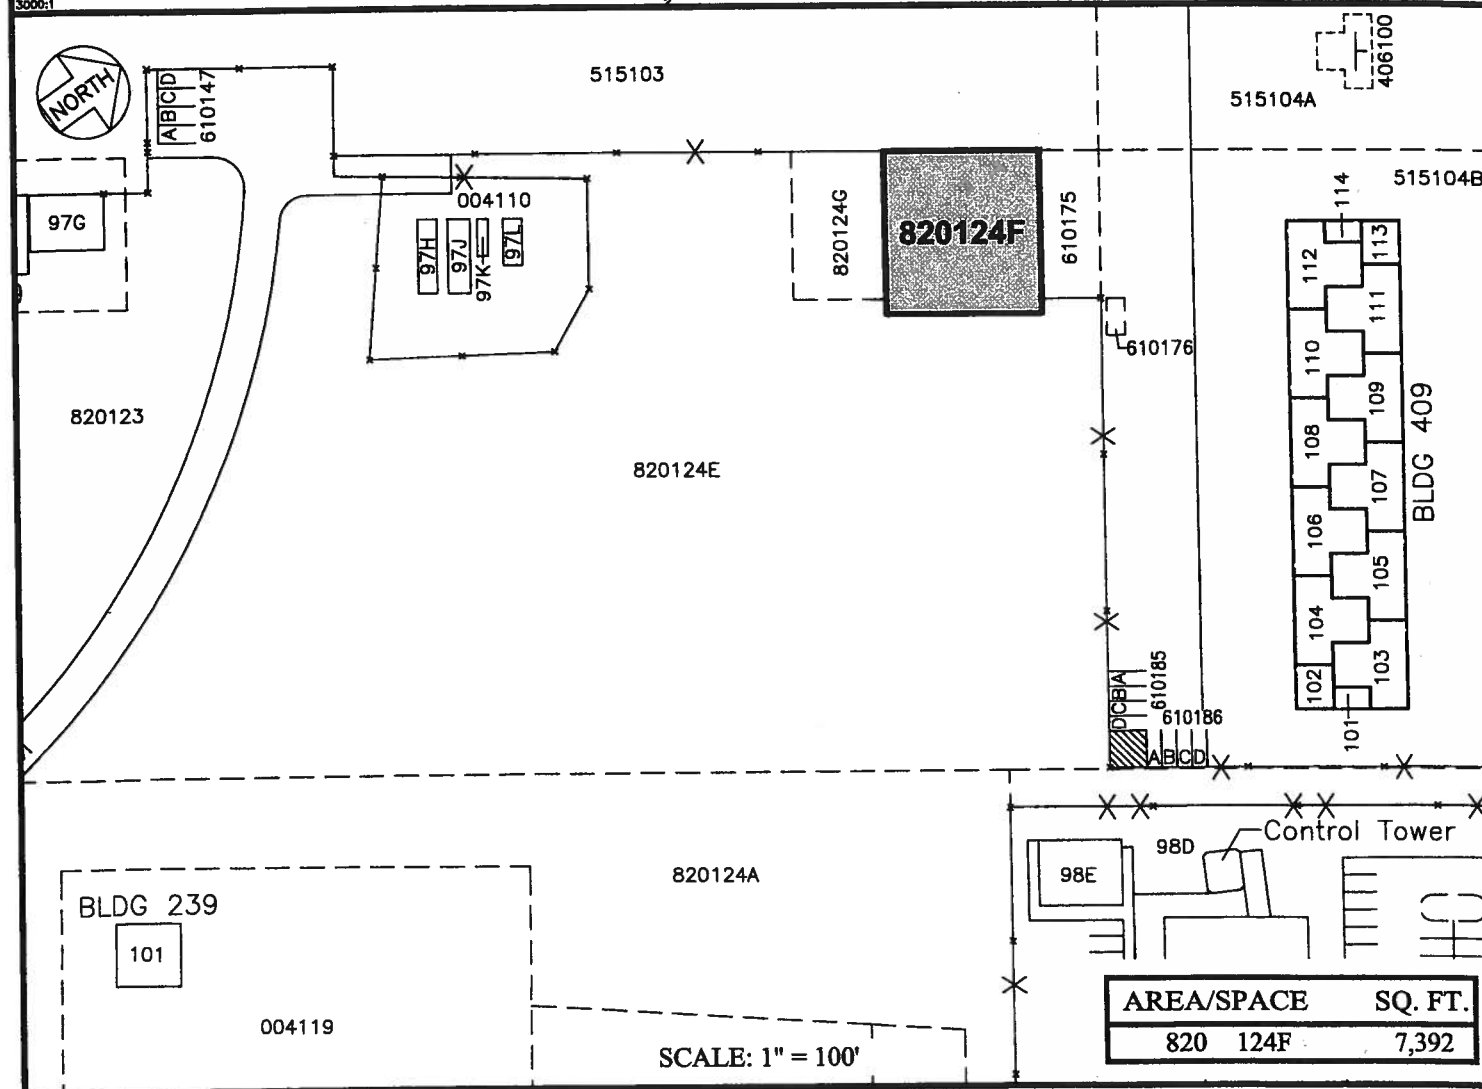 3000:1
NORTH
A B C D
610147
515103
515104A
406100
515104B
97G
004110
97H
97J
97K
97L
820124G
820124F
610175
610176
114
113
112
111
110
109
108
107
106
105
104
103
102
101
BLDG 409
820123
820124E
D C B A
610185
610186
A B C D
820124A
BLDG 239
101
004119
98E
98D
Control Tower
SCALE: 1" = 100'
AREA/SPACE SQ. FT.
820 124F 7,392